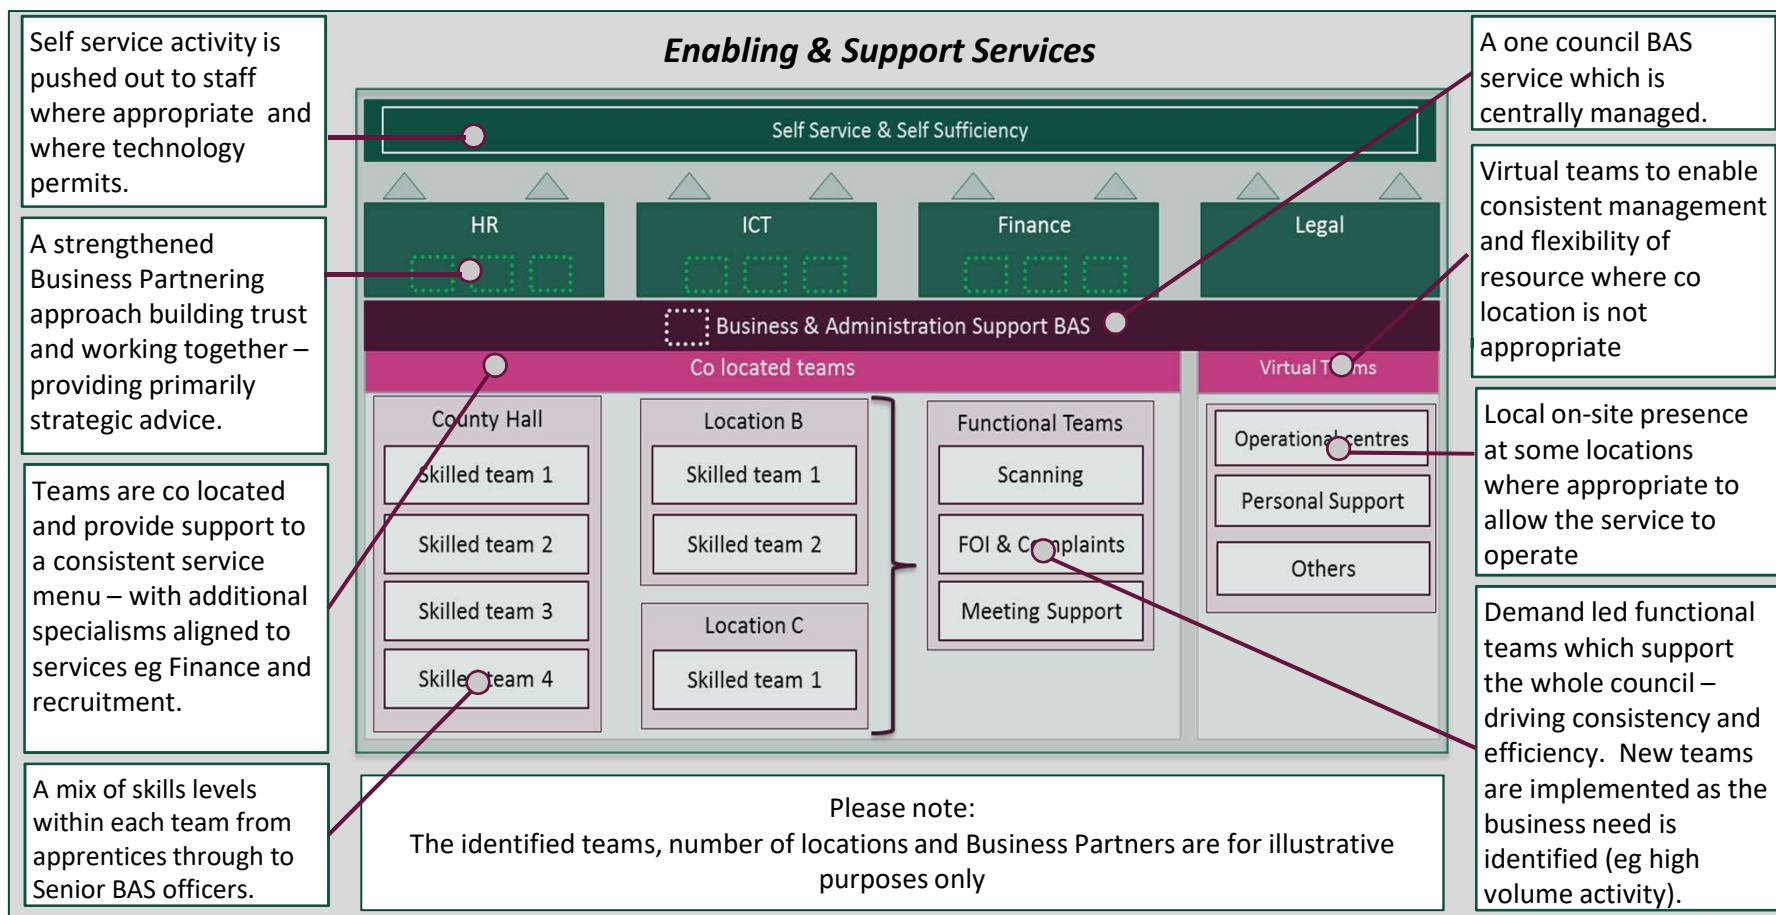 Enabling & Support Services
Self service activity is
pushed out to staff
where appropriate and
where technology
permits.
A strengthened
Business Partnering
approach building trust
and working together –
providing primarily
strategic advice.
Teams are co located
and provide support to
a consistent service
menu – with additional
specialisms aligned to
services eg Finance and
recruitment.
A mix of skills levels
within each team from
apprentices through to
Senior BAS officers.
Self Service & Self Sufficiency
HR
ICT
Finance
Legal
Business & Administration Support BAS
Co located teams
Virtual Teams
County Hall
Skilled team 1
Skilled team 2
Skilled team 3
Skilled team 4
Location B
Skilled team 1
Skilled team 2
Location C
Skilled team 1
Functional Teams
Scanning
FOI & Complaints
Meeting Support
Operational centres
Personal Support
Others
A one council BAS
service which is
centrally managed.
Virtual teams to enable
consistent management
and flexibility of
resource where co
location is not
appropriate
Local on-site presence
at some locations
where appropriate to
allow the service to
operate
Demand led functional
teams which support
the whole council –
driving consistency and
efficiency. New teams
are implemented as the
business need is
identified (eg high
volume activity).
Please note:
The identified teams, number of locations and Business Partners are for illustrative
purposes only